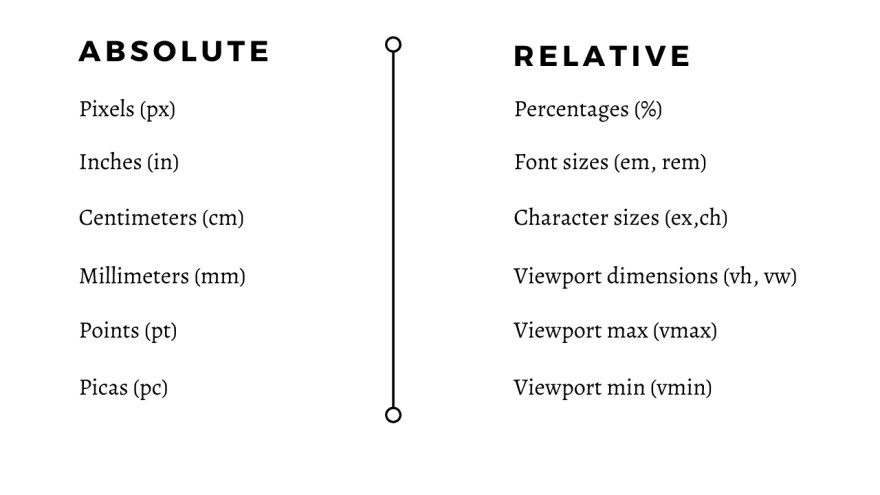 ABSOLUTE
Pixels (px)
Inches (in)
Centimeters (cm)
Millimeters (mm)
Points (pt)
Picas (pc)
RELATIVE
Percentages (%)
Font sizes (em, rem)
Character sizes (ex,ch)
Viewport dimensions (vh, vw)
Viewport max (vmax)
Viewport min (vmin)